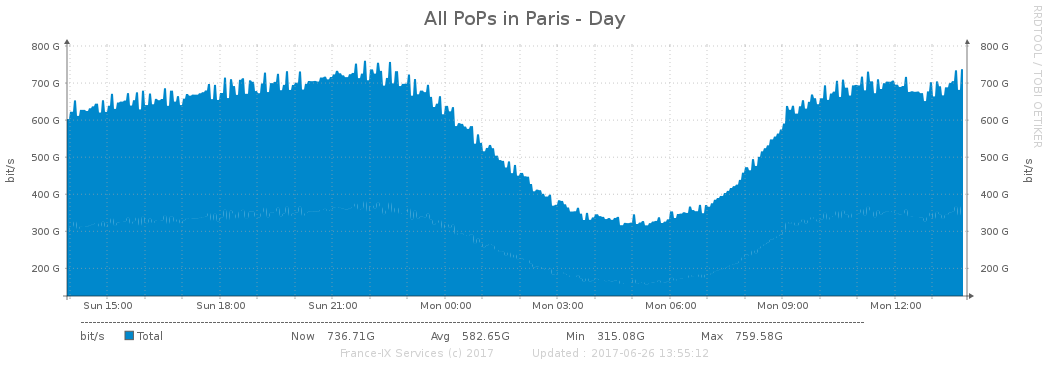 All PoPs in Paris - Day
RRDTOOL / TOBI OETIKER
800 G 800 G
700 G 700 G
600 G 600 G
500 G 500 G
400 G 400 G
300 G 300 G
200 G 200 G
bit/s bit/s
Sun 15:00 Sun 18:00 Sun 21:00 Mon 00:00 Mon 03:00 Mon 06:00 Mon 09:00 Mon 12:00
bit/s Total Now 736.71G Avg 582.65G Min 315.08G Max 759.58G
France-IX Services (c) 2017 Updated : 2017-06-26 13:55:12